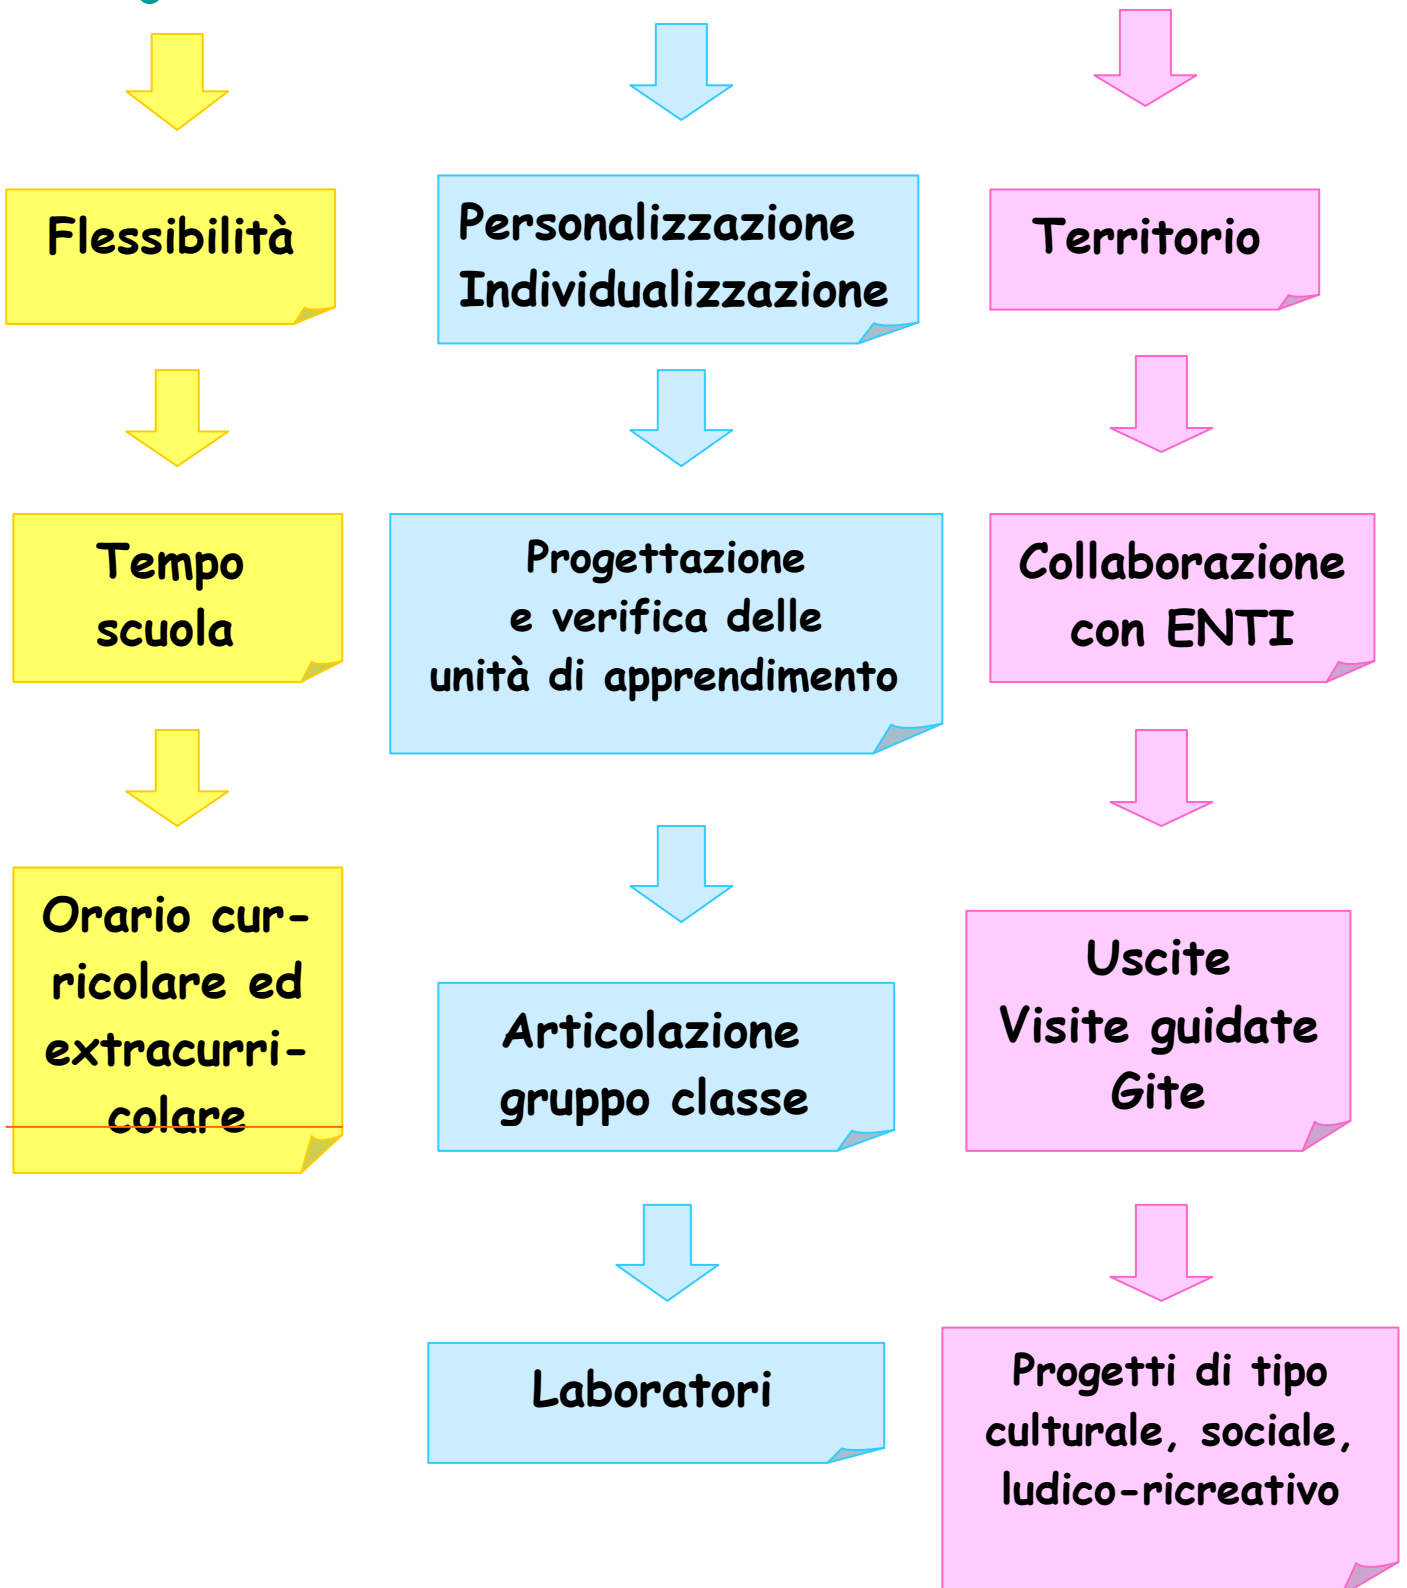 Flessibilità
Personalizzazione
Individualizzazione
Territorio
Tempo
scuola
Progettazione
e verifica delle
unità di apprendimento
Collaborazione
con ENTI
Orario cur-
ricolare ed
extracurri-
colare
Articolazione
gruppo classe
Uscite
Visite guidate
Gite
Laboratori
Progetti di tipo
culturale, sociale,
ludico-ricreativo